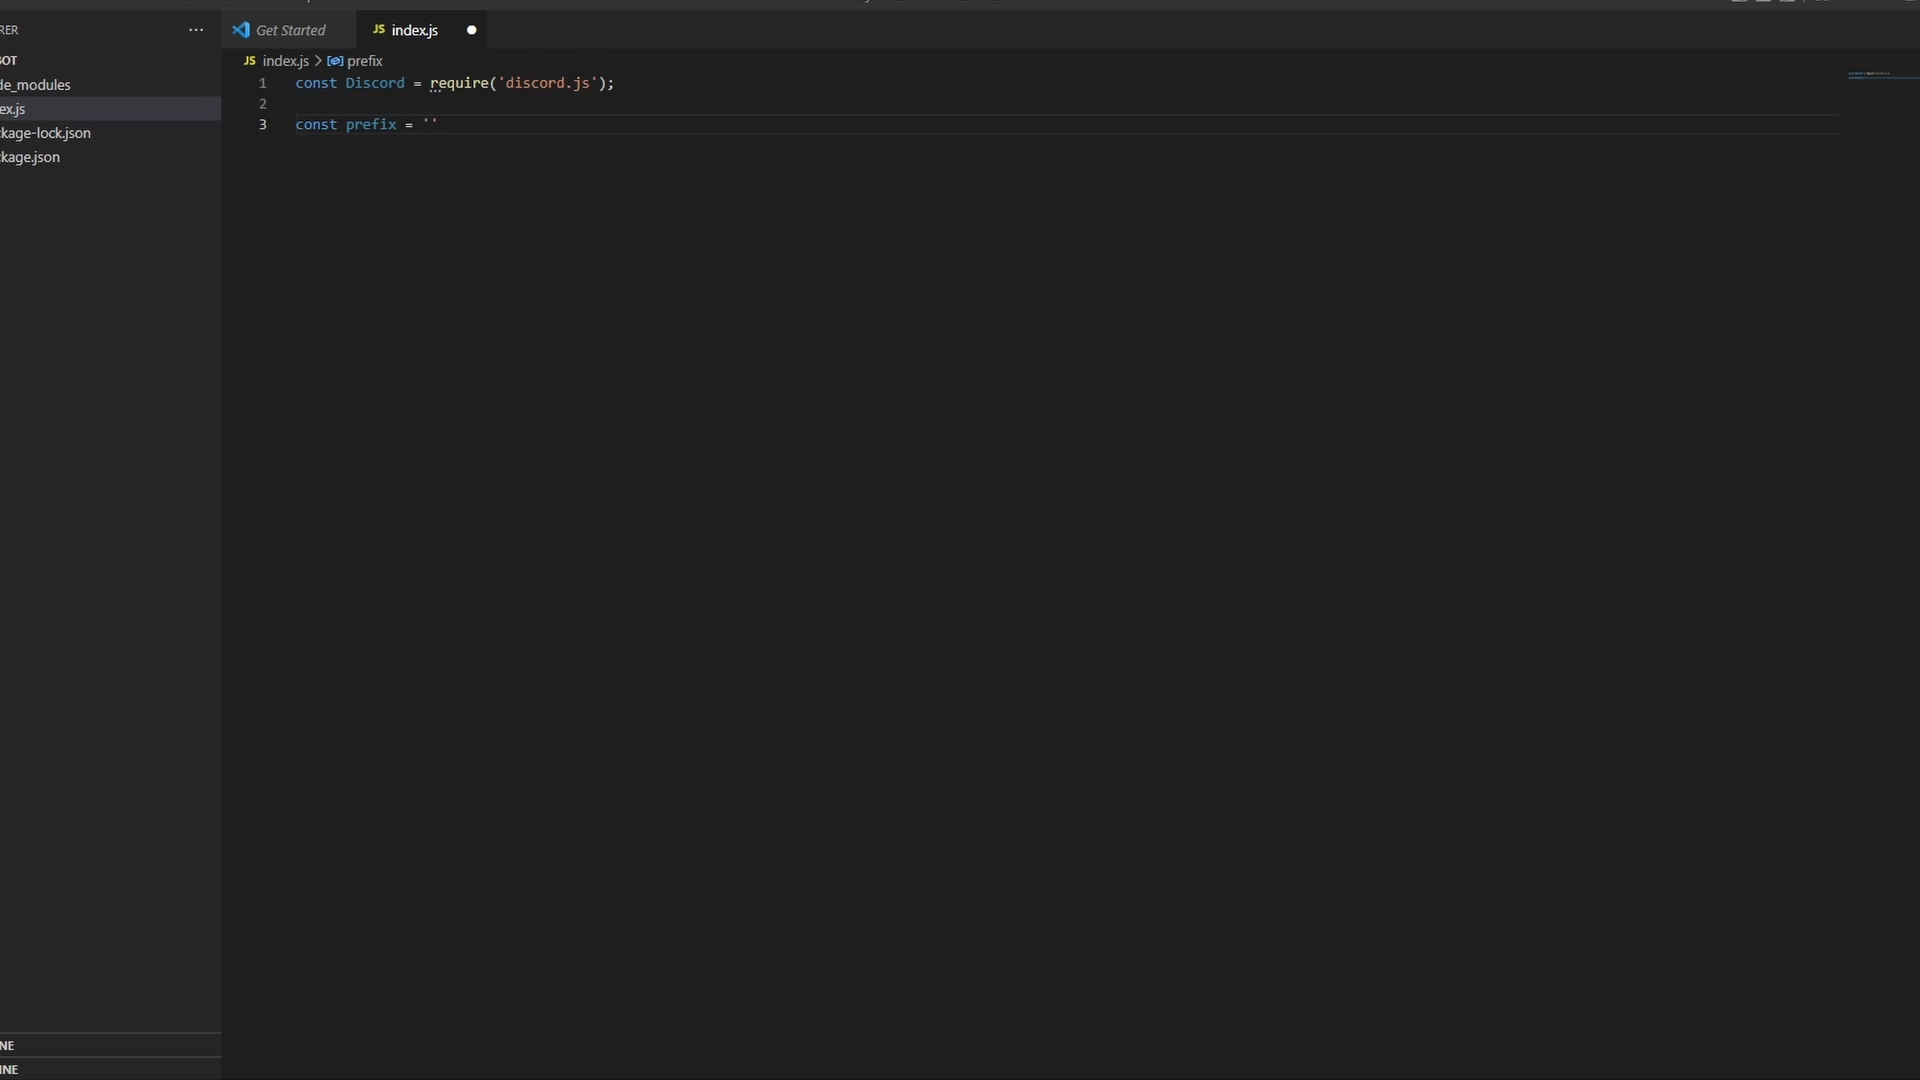 RER ...
OT
de_modules
ex.js
kage-lock.json
kage.json
NE
INE
Get Started
JS index.js
JS index.js > prefix
1 const Discord = require('discord.js');
2
3 const prefix = ''